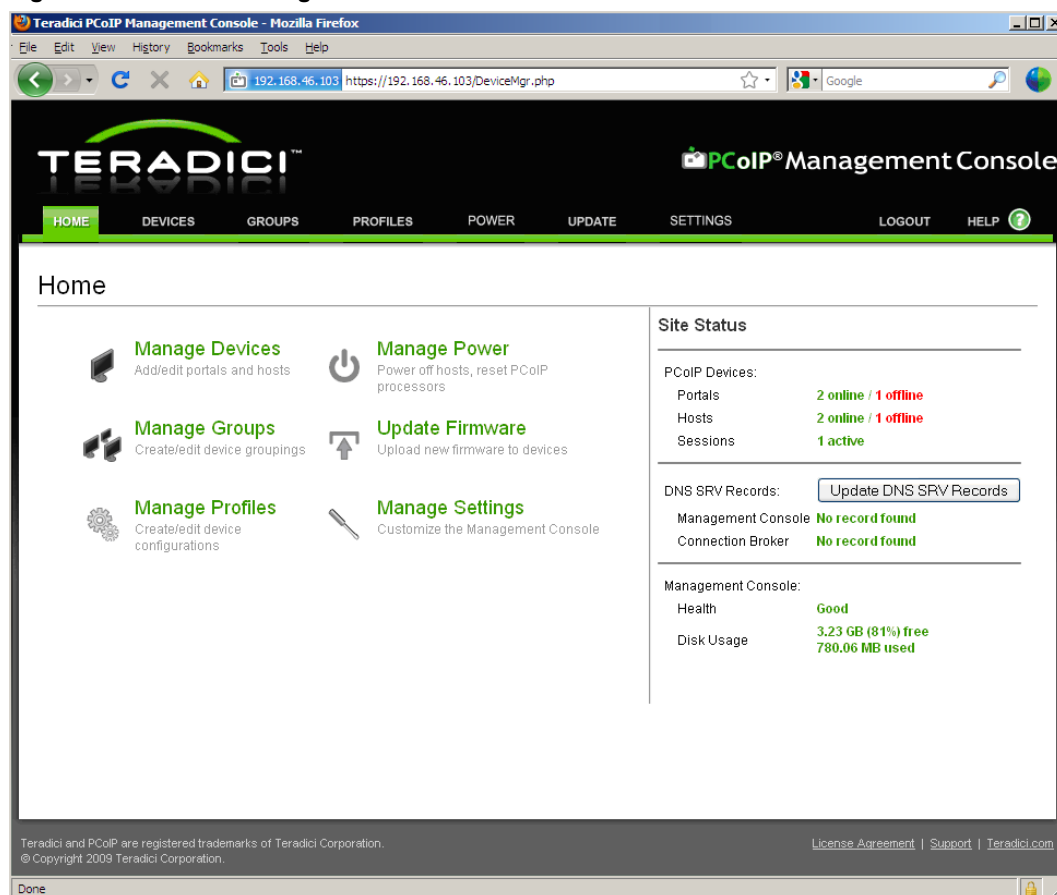 Teradici PCoIP Management Console - Mozilla Firefox
File Edit View History Bookmarks Tools Help
192.168.46.103 https://192.168.46.103/DeviceMgr.php Google
TERADICI™
PCoIP® Management Console
HOME DEVICES GROUPS PROFILES POWER UPDATE SETTINGS LOGOUT HELP ?
Home
Manage Devices
Add/edit portals and hosts
Manage Power
Power off hosts, reset PCoIP
processors
Manage Groups
Create/edit device groupings
Update Firmware
Upload new firmware to devices
Manage Profiles
Create/edit device
configurations
Manage Settings
Customize the Management Console
Site Status
PCoIP Devices:
Portals 2 online / 1 offline
Hosts 2 online / 1 offline
Sessions 1 active
DNS SRV Records: Update DNS SRV Records
Management Console No record found
Connection Broker No record found
Management Console:
Health Good
Disk Usage 3.23 GB (81%) free
780.06 MB used
Teradici and PCoIP are registered trademarks of Teradici Corporation.
© Copyright 2009 Teradici Corporation.
License Agreement | Support | Teradici.com
Done